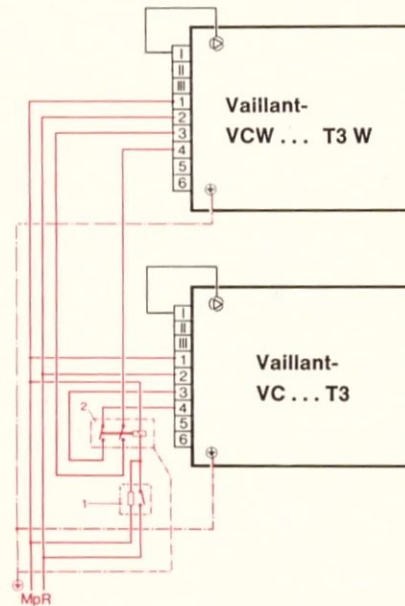 I
II
III
1
2
3
4
5
6
Vaillant-
VCW . . . T3 W
I
II
III
1
2
3
4
5
6
Vaillant-
VC . . . T3
2
1
MpR